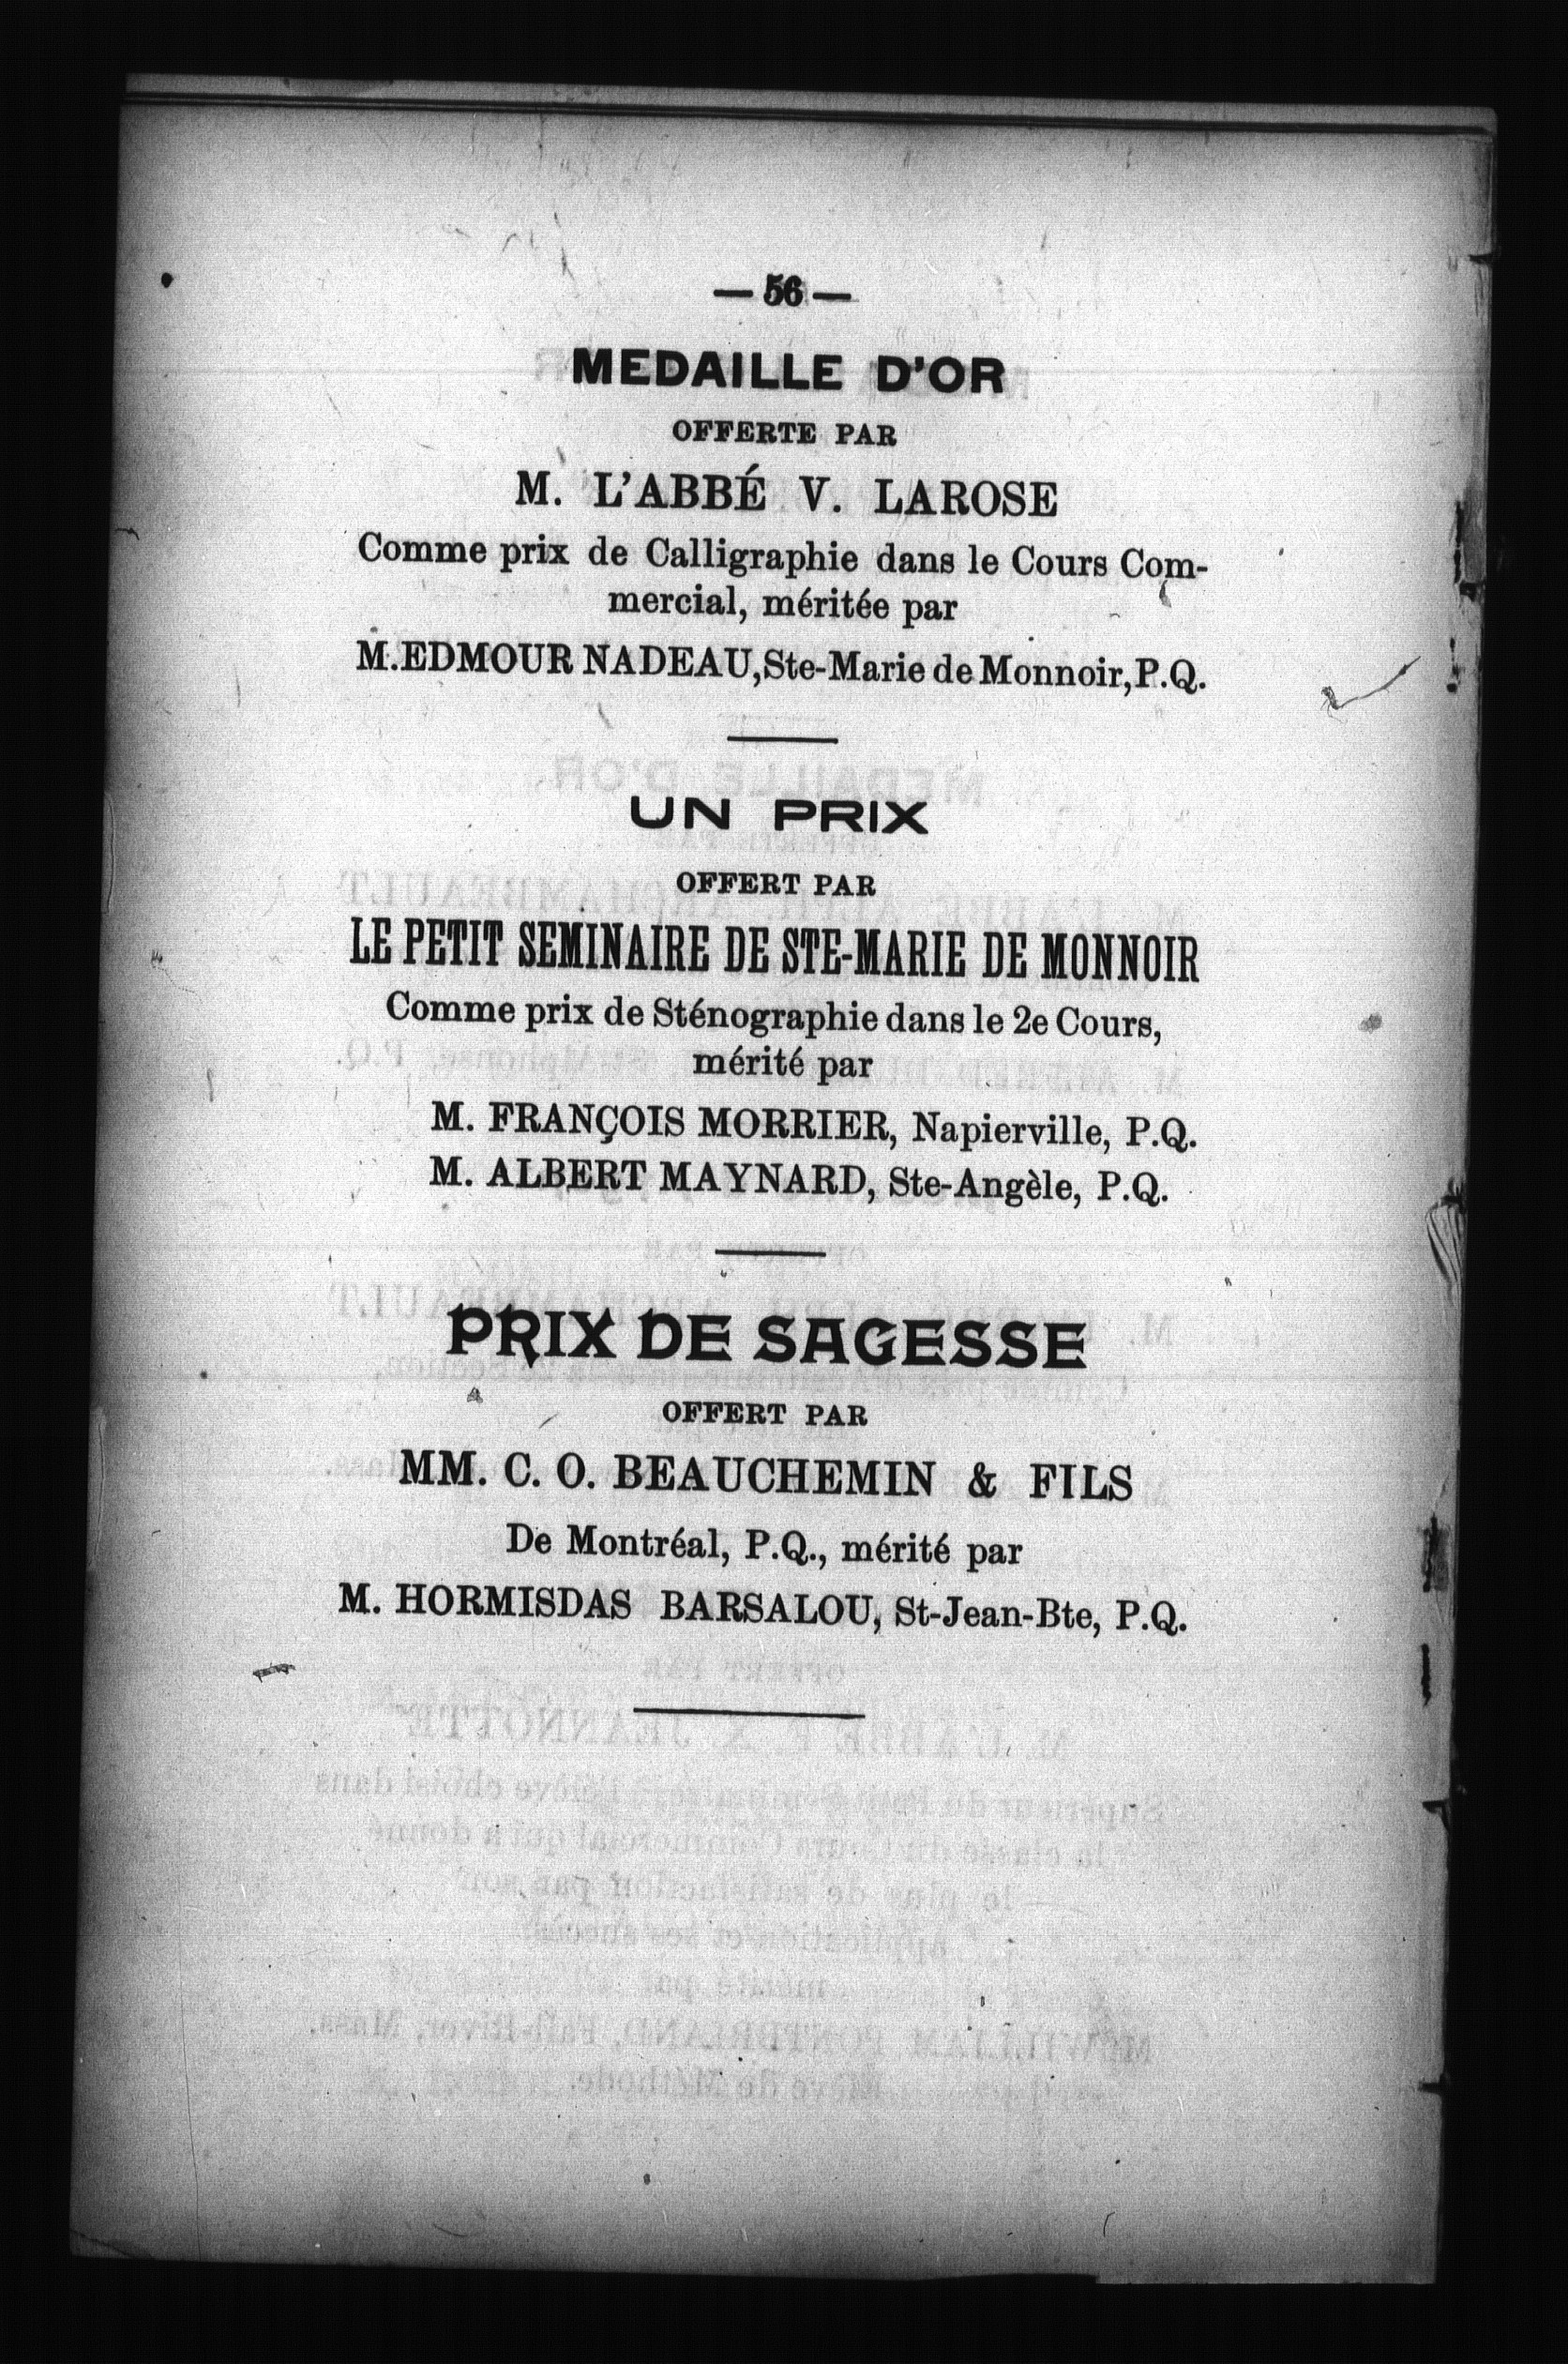 — 56 —
MEDAILLE D'OR
OFFERTE PAR
M. L'ABBÉ V. LAROSE
Comme prix de Calligraphie dans le Cours Com-
mercial, méritée par
M. EDMOUR NADEAU, Ste-Marie de Monnoir, P.Q.
UN PRIX
OFFERT PAR
LE PETIT SEMINAIRE DE STE-MARIE DE MONNOIR
Comme prix de Sténographie dans le 2e Cours,
mérité par
M. FRANÇOIS MORRIER, Napierville, P.Q.
M. ALBERT MAYNARD, Ste-Angèle, P.Q.
PRIX DE SAGESSE
OFFERT PAR
MM. C. O. BEAUCHEMIN & FILS
De Montréal, P.Q., mérité par
M. HORMISDAS BARSALOU, St-Jean-Bte, P.Q.